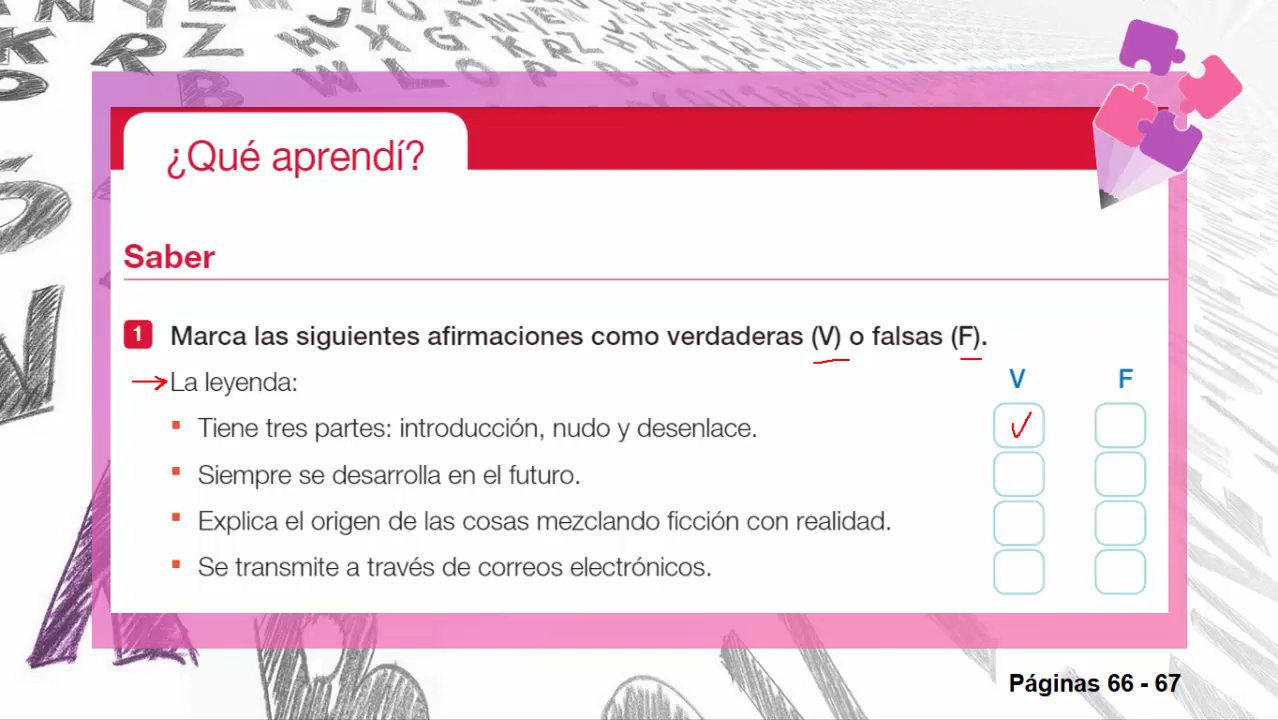 ¿Qué aprendí?
Saber
1 Marca las siguientes afirmaciones como verdaderas (V) o falsas (F).
La leyenda: V F
Tiene tres partes: introducción, nudo y desenlace.
Siempre se desarrolla en el futuro.
Explica el origen de las cosas mezclando ficción con realidad.
Se transmite a través de correos electrónicos.
Páginas 66 - 67